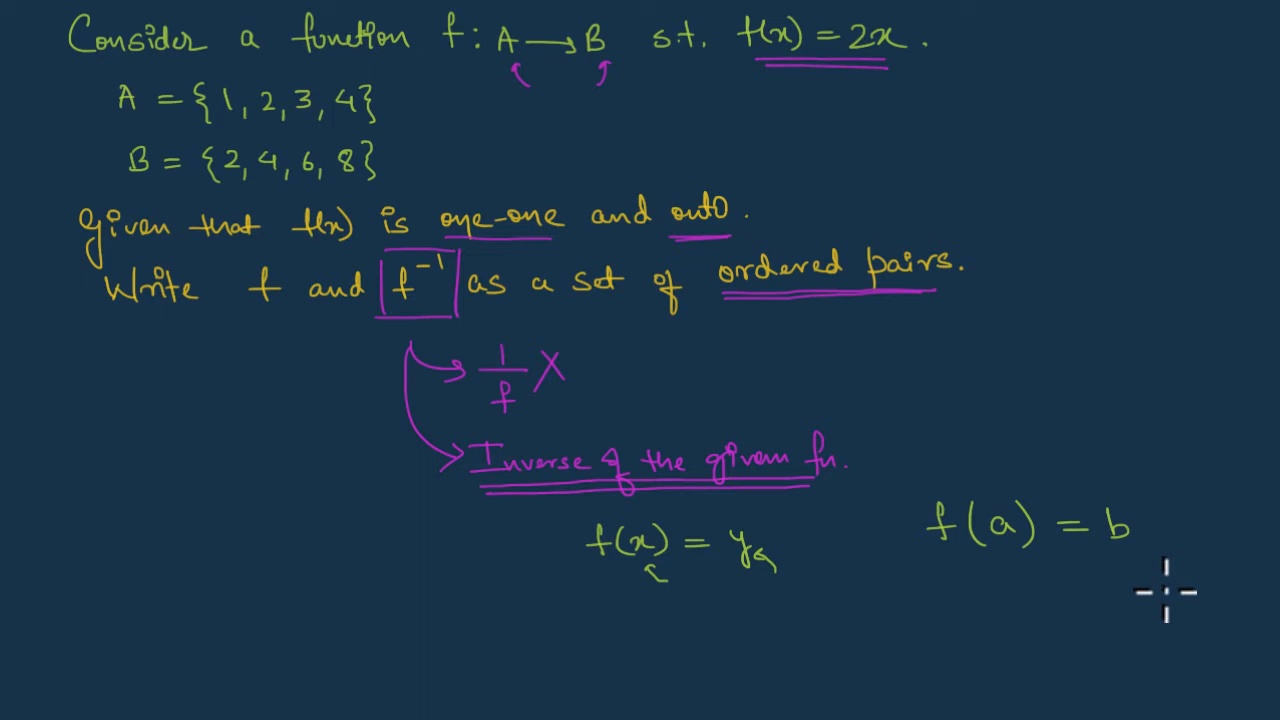 Consider a function f: A → B s.t. f(x) = 2x.
A = {1, 2, 3, 4}
B = {2, 4, 6, 8}
Given that f(x) is one-one and onto.
Write f and f⁻¹ as a set of ordered pairs.
1/f X
Inverse of the given fn.
f(x) = y
f(a) = b